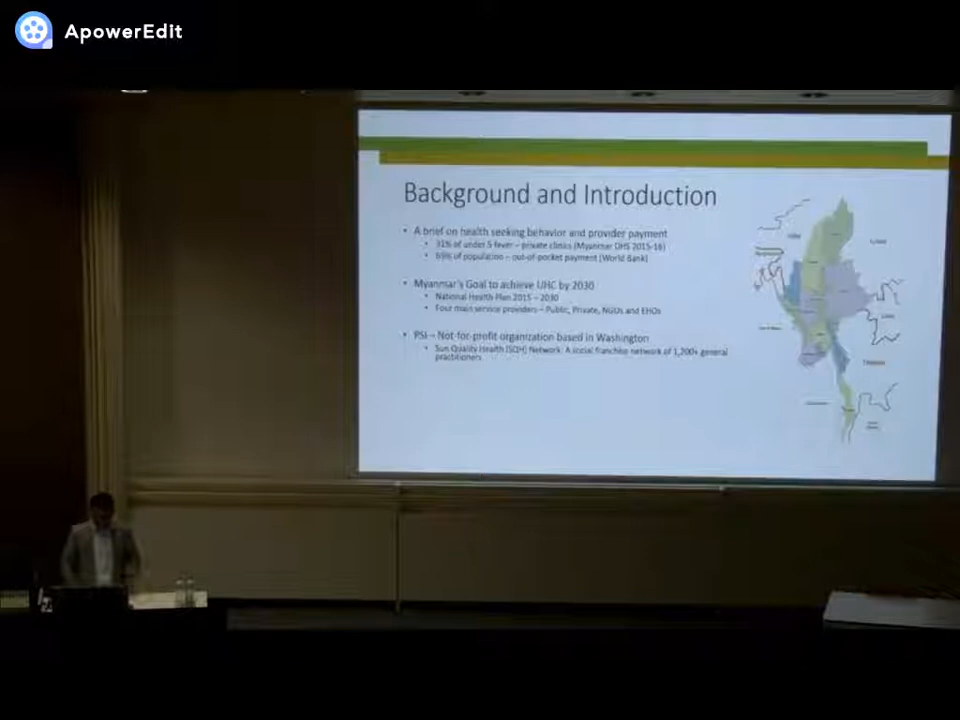 ApowerEdit
Background and Introduction
• A brief on health seeking behavior and provider payment
• 31% of under 5 fever – private clinics (Myanmar DHS 2015-16)
• 65% of population – out-of-pocket payment (World Bank)
• Myanmar's Goal to achieve UHC by 2030
• National Health Plan 2015 – 2030
• Four main service providers – Public, Private, NGOs and EHOs
• PSI – Not-for-profit organization based in Washington
• Sun Quality Health (SQH) Network: A social franchise network of 1,200+ general
practitioners